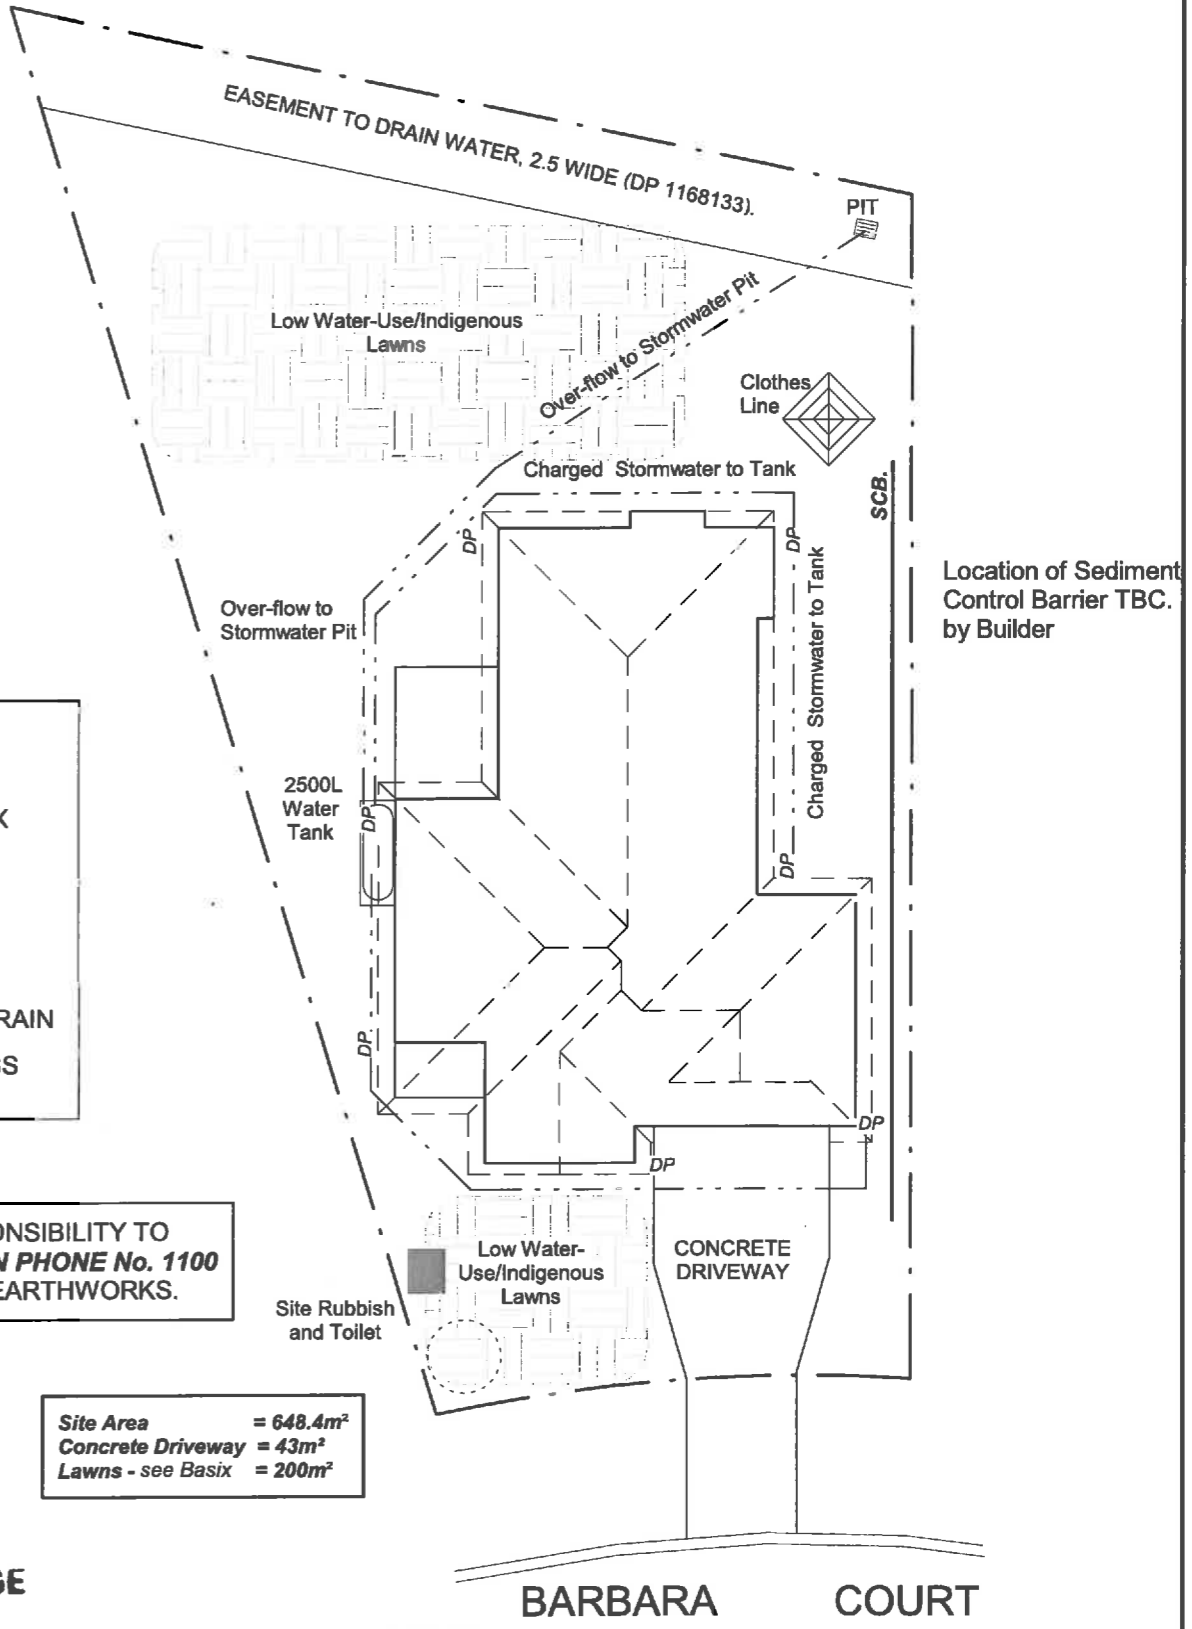 EASEMENT TO DRAIN WATER, 2.5 WIDE (DP 1168133).
PIT
Low Water-Use/Indigenous
Lawns
Over-flow to Stormwater Pit
Clothes
Line
Charged Stormwater to Tank
SCB.
DP
DP
Charged Stormwater to Tank
Location of Sediment
Control Barrier TBC.
by Builder
Over-flow to
Stormwater Pit
2500L
Water
Tank
DP
DP
RAIN
S
DP
DP
DP
ONSIBILITY TO
N PHONE No. 1100
EARTHWORKS.
Low Water-
Use/Indigenous
Lawns
CONCRETE
DRIVEWAY
Site Rubbish
and Toilet
Site Area = 648.4m²
Concrete Driveway = 43m²
Lawns - see Basix = 200m²
GE
BARBARA COURT